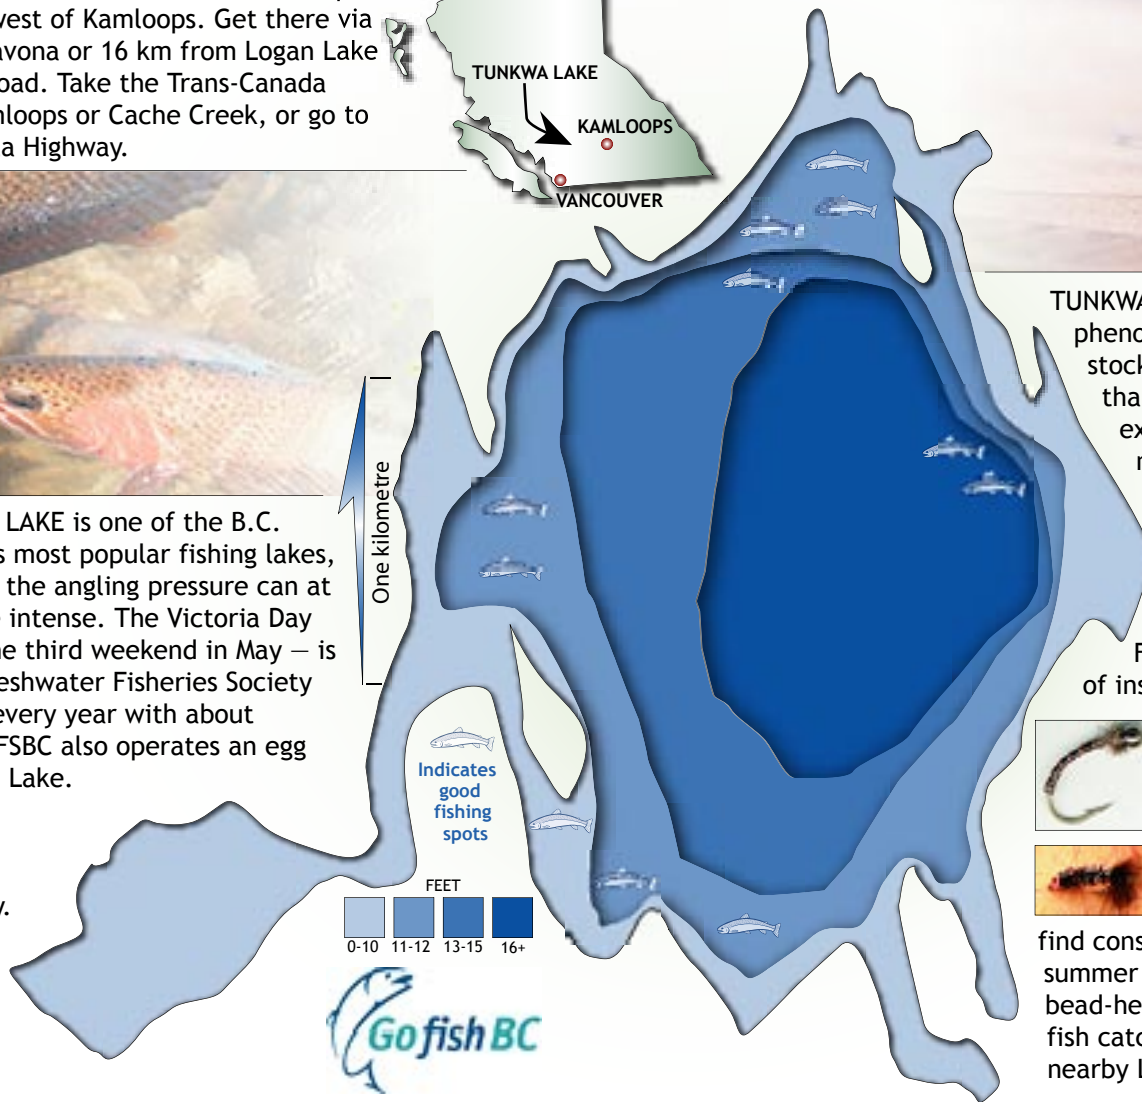 west of Kamloops. Get there via
avona or 16 km from Logan Lake
oad. Take the Trans-Canada
mloops or Cache Creek, or go to
a Highway.
TUNKWA LAKE
KAMLOOPS
VANCOUVER
One kilometre
LAKE is one of the B.C.
s most popular fishing lakes,
the angling pressure can at
e intense. The Victoria Day
he third weekend in May — is
reshwater Fisheries Society
every year with about
FSBC also operates an egg
Lake.
y.
Indicates
good
fishing
spots
FEET
0-10 11-12 13-15 16+
Go fish BC
TUNKWA
pheno
stock
tha
ex
F
of ins
find cons
summer
bead-he
fish catc
nearby L